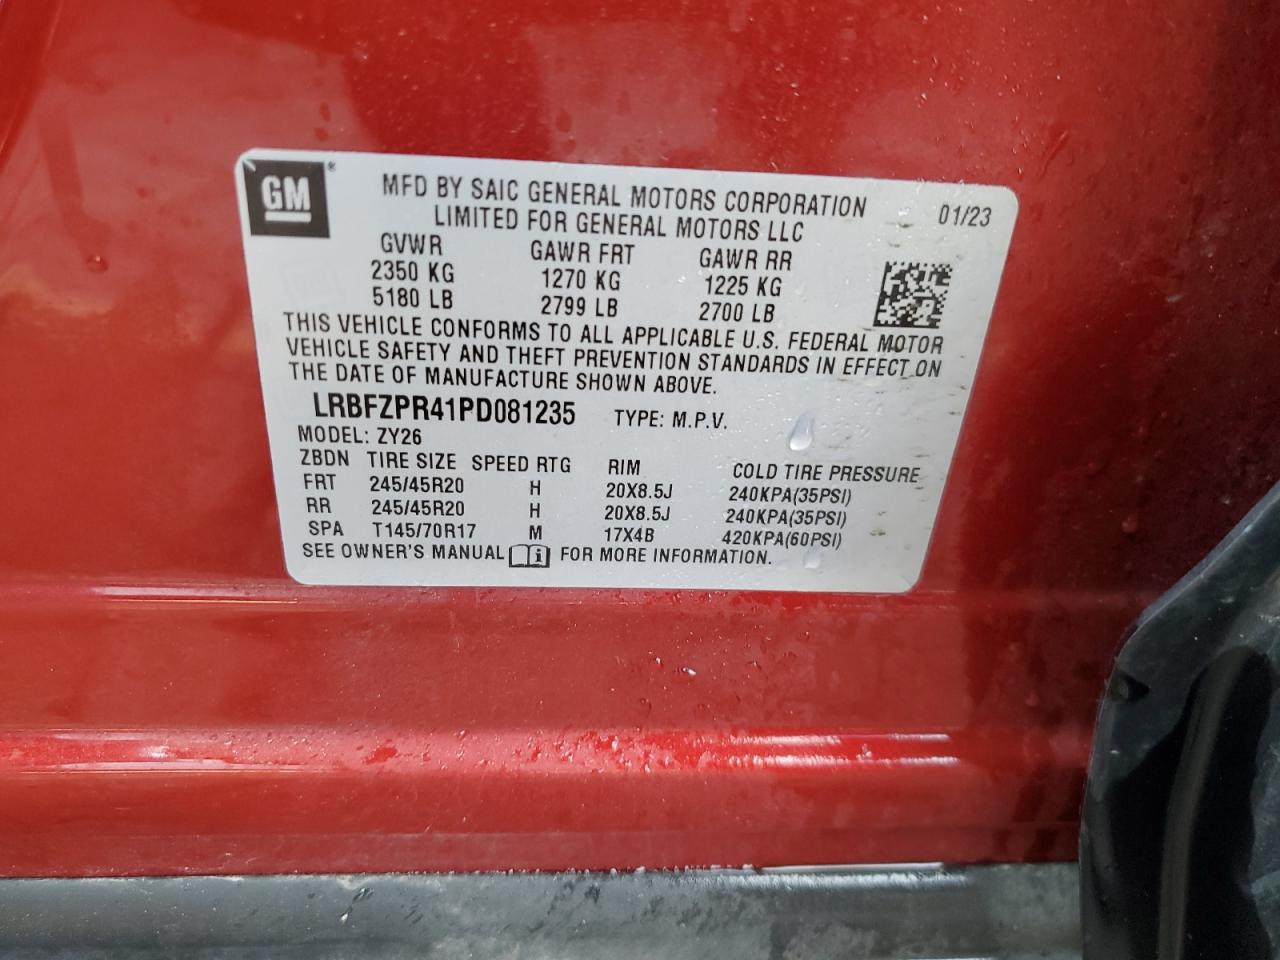 GM ®
MFD BY SAIC GENERAL MOTORS CORPORATION
LIMITED FOR GENERAL MOTORS LLC
01/23
GVWR GAWR FRT GAWR RR
2350 KG 1270 KG 1225 KG
5180 LB 2799 LB 2700 LB
THIS VEHICLE CONFORMS TO ALL APPLICABLE U.S. FEDERAL MOTOR
VEHICLE SAFETY AND THEFT PREVENTION STANDARDS IN EFFECT ON
THE DATE OF MANUFACTURE SHOWN ABOVE.
LRBFZPR41PD081235 TYPE: M.P.V.
MODEL: ZY26
ZBDN TIRE SIZE SPEED RTG RIM COLD TIRE PRESSURE
FRT 245/45R20 H 20X8.5J 240KPA(35PSI)
RR 245/45R20 H 20X8.5J 240KPA(35PSI)
SPA T145/70R17 M 17X4B 420KPA(60PSI)
SEE OWNER'S MANUAL i FOR MORE INFORMATION.